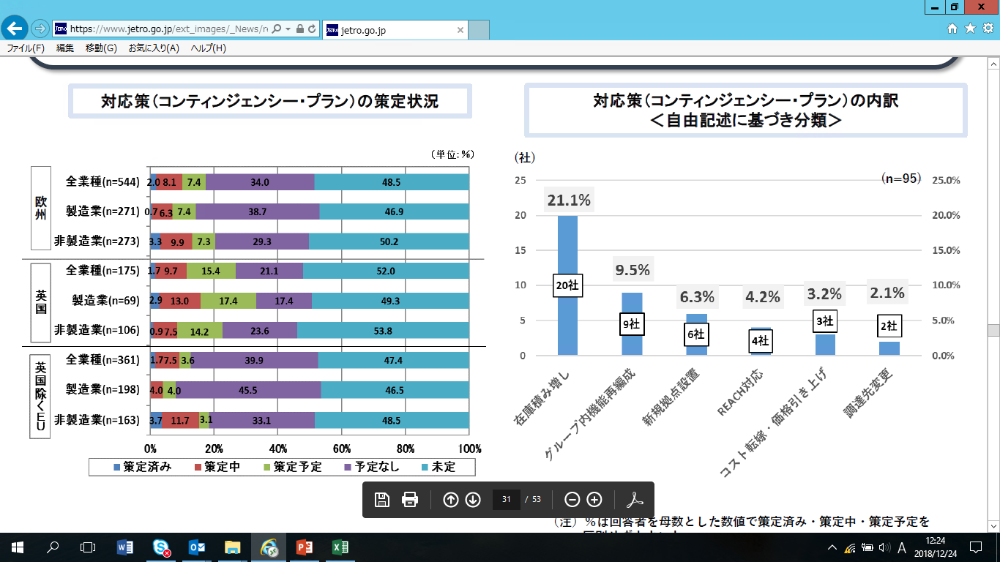 https://www.jetro.go.jp/ext_images/_News/re
jetro.go.jp
ファイル(F) 編集 移動(G) お気に入り(A) ヘルプ(H)
対応策(コンティンジェンシー・プラン)の策定状況
(単位:%)
欧州
全業種(n=544) 2.0 8.1 7.4 34.0 48.5
製造業(n=271) 0.7 6.3 7.4 38.7 46.9
非製造業(n=273) 3.3 9.9 7.3 29.3 50.2
英国
全業種(n=175) 1.7 9.7 15.4 21.1 52.0
製造業(n=69) 2.9 13.0 17.4 17.4 49.3
非製造業(n=106) 0.9 7.5 14.2 23.6 53.8
英国除くEU
全業種(n=361) 1.7 7.5 3.6 39.9 47.4
製造業(n=198) 4.0 4.0 45.5 46.5
非製造業(n=163) 3.7 11.7 3.1 33.1 48.5
0% 20% 40% 60% 80% 100%
策定済み 策定中 策定予定 予定なし 未定
対応策(コンティンジェンシー・プラン)の内訳
<自由記述に基づき分類>
(社)
(n=95)
25 25.0%
20 20.0%
15 15.0%
10 10.0%
5 5.0%
0 0.0%
21.1% 9.5% 6.3% 4.2% 3.2% 2.1%
20社 9社 6社 4社 3社 2社
在庫積み増し
グループ内機能再編成
新規拠点設置
REACH対応
コスト転嫁・価格引き上げ
調達先変更
31 / 53
(注)%は回答者を母数とした数値で策定済み・策定中・策定予定を
A
12:24
2018/12/24